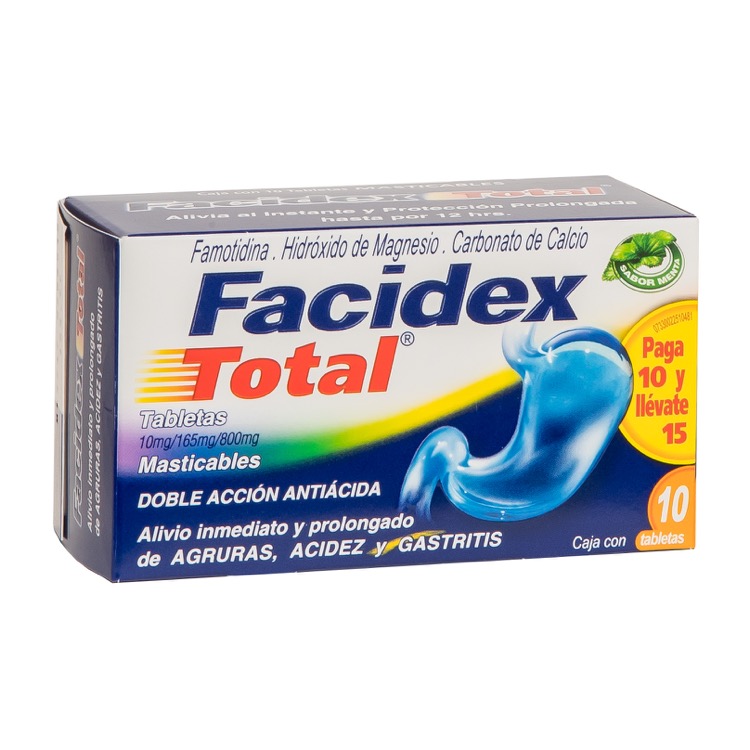 Caja con 10 Tabletas MASTICABLES
Facidex Total®
Alivia al Instante y Protección Prolongada
hasta por 12 hrs.
Famotidina . Hidróxido de Magnesio . Carbonato de Calcio
SABOR MENTA
Facidex
Total®
Tabletas
10mg/165mg/800mg
Masticables
DOBLE ACCIÓN ANTIÁCIDA
Alivio inmediato y prolongado
de AGRURAS, ACIDEZ y GASTRITIS
Paga
10 y
llévate
15
Caja con
10
tabletas
Facidex Total®
Alivio inmediato y prolongado
de AGRURAS, ACIDEZ y GASTRITIS